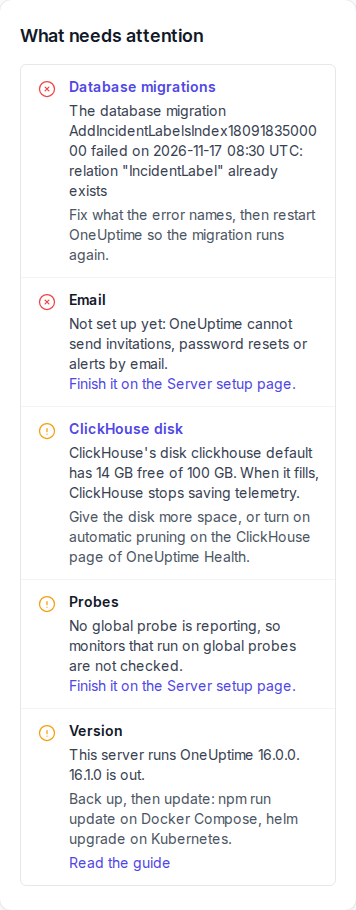 What needs attention
Database migrations
The database migration
AddIncidentLabelsIndex18091835000
00 failed on 2026-11-17 08:30 UTC:
relation "IncidentLabel" already
exists
Fix what the error names, then restart
OneUptime so the migration runs
again.
Email
Not set up yet: OneUptime cannot
send invitations, password resets or
alerts by email.
Finish it on the Server setup page.
ClickHouse disk
ClickHouse's disk clickhouse default
has 14 GB free of 100 GB. When it fills,
ClickHouse stops saving telemetry.
Give the disk more space, or turn on
automatic pruning on the ClickHouse
page of OneUptime Health.
Probes
No global probe is reporting, so
monitors that run on global probes
are not checked.
Finish it on the Server setup page.
Version
This server runs OneUptime 16.0.0.
16.1.0 is out.
Back up, then update: npm run
update on Docker Compose, helm
upgrade on Kubernetes.
Read the guide